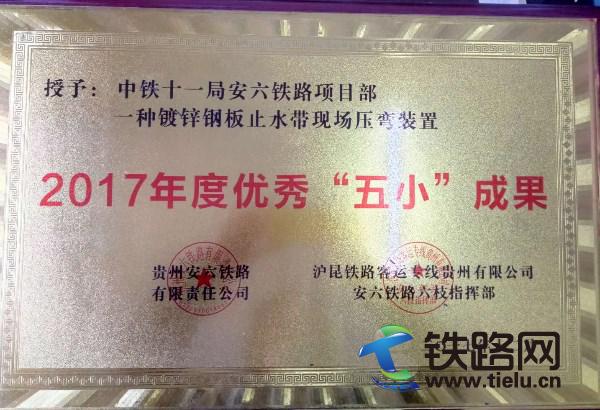 授予：中铁十一局安六铁路项目部
一种镀锌钢板止水带现场压弯装置
2017年度优秀“五小”成果
贵州安六铁路
有限责任公司
沪昆铁路客运专线贵州有限公司
安六铁路六枝指挥部
铁路网
www.tielu.cn